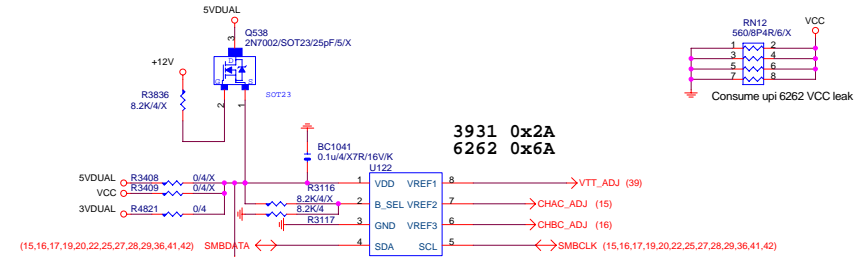 5VDUAL
Q538
2N7002/SOT23/25pF/5/X
3
D
G
S
SOT23
2
1
+12V
R3836
8.2K/4/X
RN12
560/8P4R/6/X
VCC
1 2
3 4
5 6
7 8
Consume upi 6262 VCC leak
3931 0x2A
6262 0x6A
BC1041
0.1u/4/X7R/16V/K
U122
5VDUAL R3408 0/4/X
VCC R3409 0/4/X
3VDUAL R4821 0/4
R3116
8.2K/4/X
8.2K/4
R3117
1 VDD VREF1 8 VTT_ADJ (39)
2 B_SEL VREF2 7 CHAC_ADJ (15)
3 GND VREF3 6 CHBC_ADJ (16)
(15,16,17,19,20,22,25,27,28,29,36,41,42) SMBDATA 4 SDA SCL 5 SMBCLK (15,16,17,19,20,22,25,27,28,29,36,41,42)